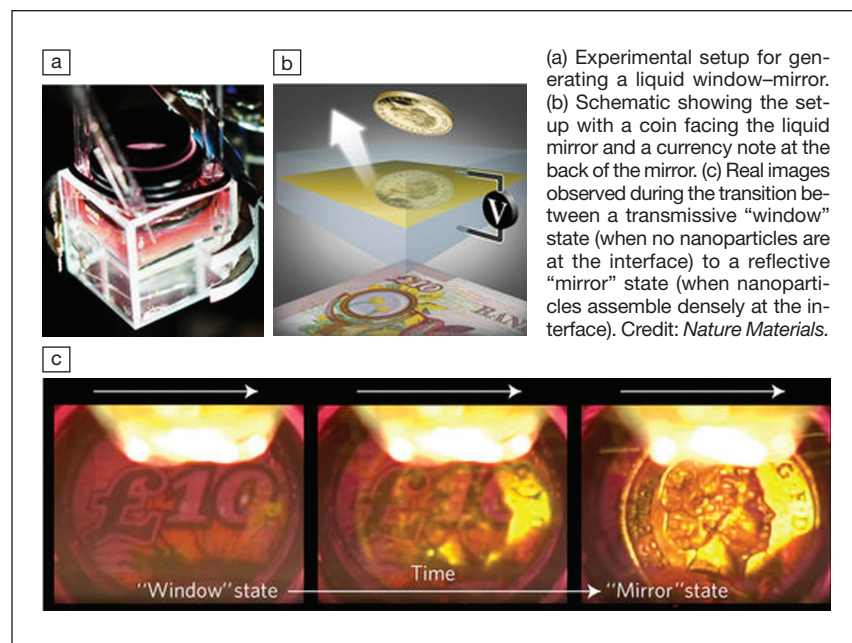 a
b
(a) Experimental setup for gen-
erating a liquid window–mirror.
(b) Schematic showing the set-
up with a coin facing the liquid
mirror and a currency note at the
back of the mirror. (c) Real images
observed during the transition be-
tween a transmissive “window”
state (when no nanoparticles are
at the interface) to a reflective
“mirror” state (when nanoparti-
cles assemble densely at the in-
terface). Credit: Nature Materials.
V
£10
BAN
c
£10
£10
G F D
Time
"Window" state
"Mirror" state